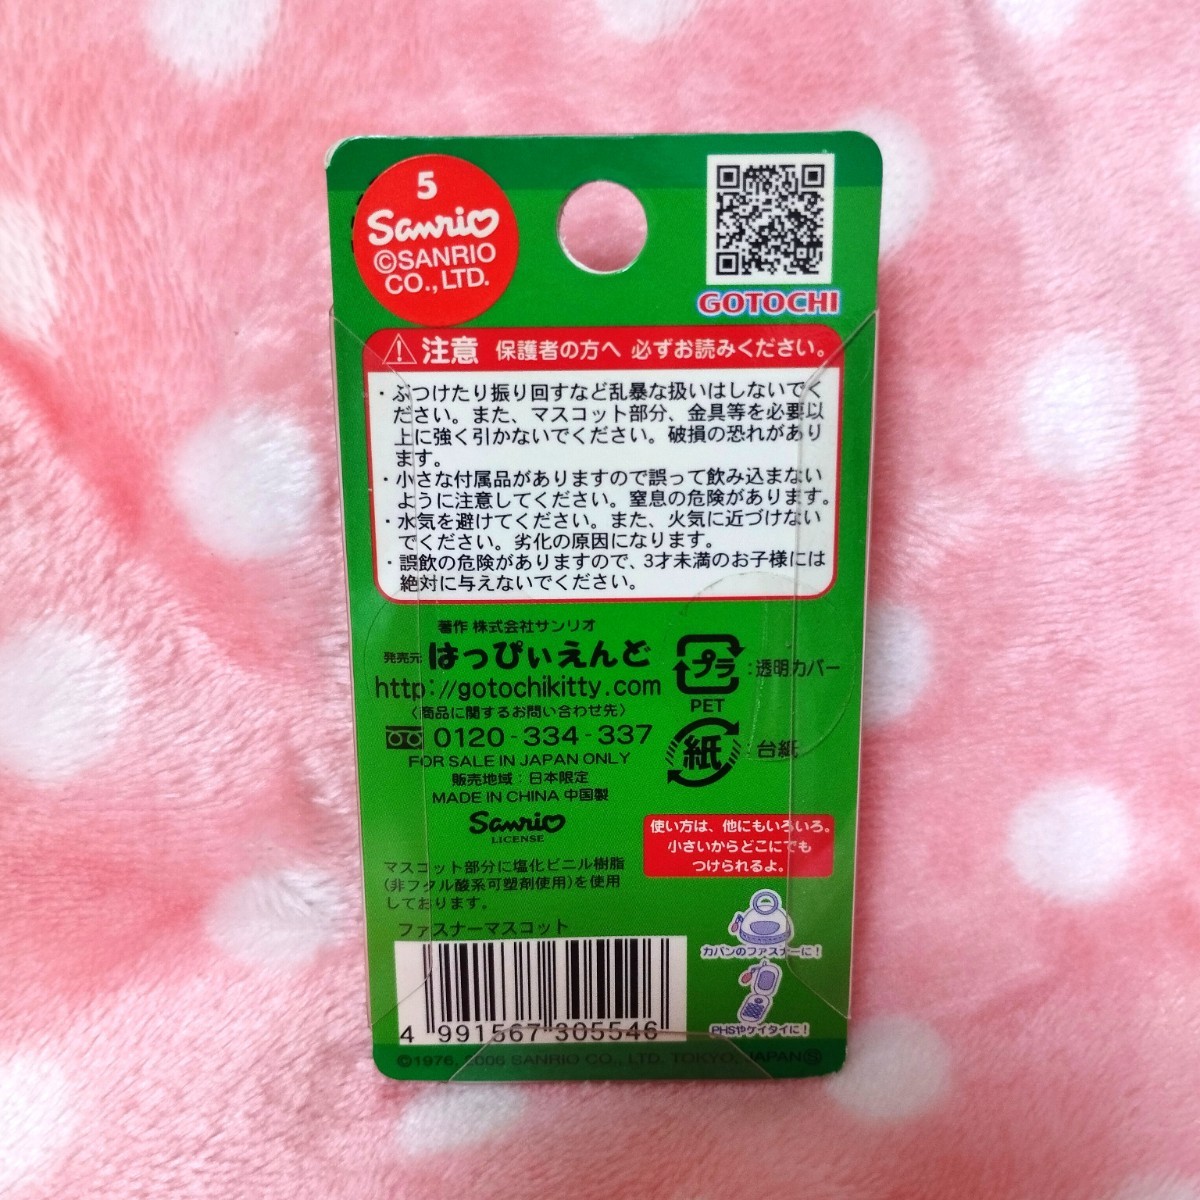 5
Sanrio
©SANRIO
CO., LTD.
GOTOCHI
注意 保護者の方へ 必ずお読みください。
・ぶつけたり振り回すなど乱暴な扱いはしないでく
ださい。また、マスコット部分、金具等を必要以
上に強く引かないでください。破損の恐れがあり
ます。
・小さな付属品がありますので誤って飲み込まない
ように注意してください。窒息の危険があります。
・水気を避けてください。また、火気に近づけない
でください。劣化の原因になります。
・誤飲の危険がありますので、3才未満のお子様には
絶対に与えないでください。
著作 株式会社サンリオ
発売元 はっぴぃえんど
http://gotochikitty.com
〈商品に関するお問い合わせ先〉
0120-334-337
FOR SALE IN JAPAN ONLY
販売地域：日本限定
MADE IN CHINA 中国製
Sanrio
LICENSE
プラ：透明カバー
PET
紙：台紙
使い方は、他にもいろいろ。
小さいからどこにでも
つけられるよ。
マスコット部分に塩化ビニル樹脂
(非フタル酸系可塑剤使用)を使用
しております。
ファスナーマスコット
カバンのファスナーに！
PHSやケイタイに！
4 991567 305546
©1976, 2006 SANRIO CO., LTD. TOKYO, JAPAN Ⓢ